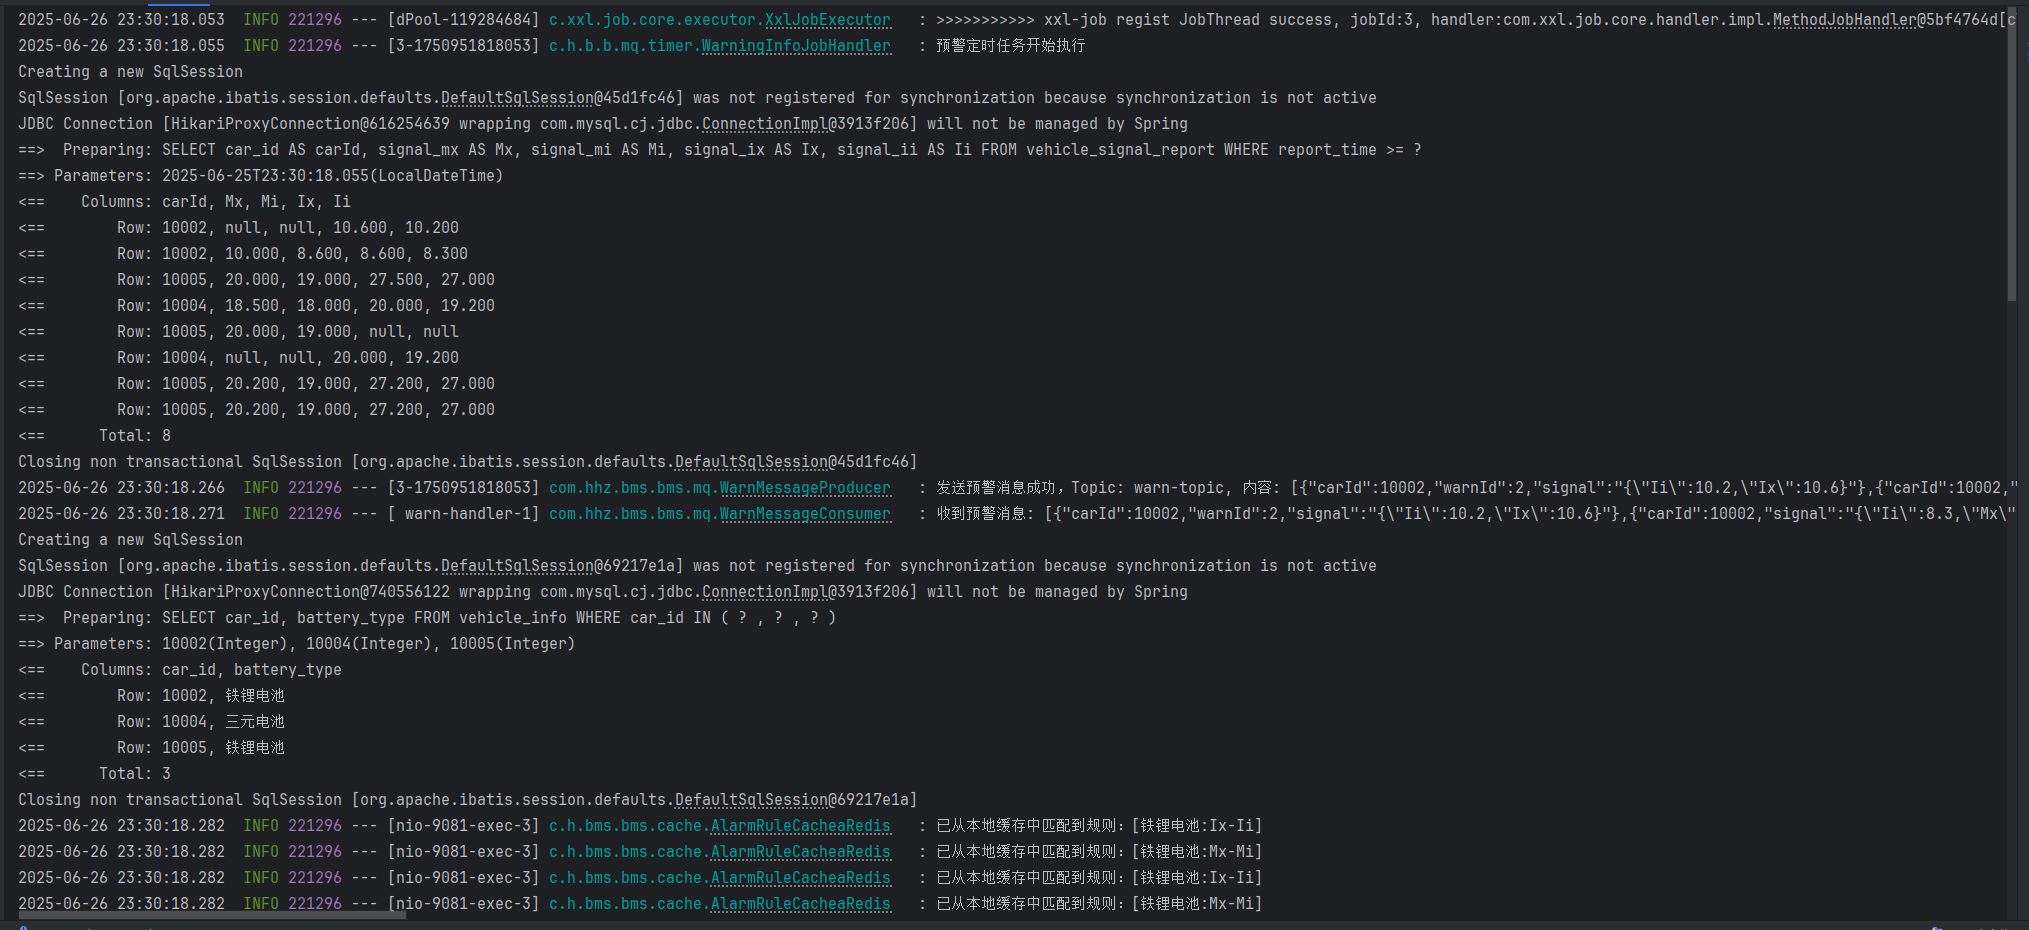 2025-06-26 23:30:18.053  INFO 221296 --- [dPool-119284684] c.xxl.job.core.executor.XxlJobExecutor   : >>>>>>>>>>> xxl-job regist JobThread success, jobId:3, handler:com.xxl.job.core.handler.impl.MethodJobHandler@5bf4764d[c
2025-06-26 23:30:18.055  INFO 221296 --- [3-1750951818053] c.h.b.b.mq.timer.WarningInfoJobHandler   : 预警定时任务开始执行
Creating a new SqlSession
SqlSession [org.apache.ibatis.session.defaults.DefaultSqlSession@45d1fc46] was not registered for synchronization because synchronization is not active
JDBC Connection [HikariProxyConnection@616254639 wrapping com.mysql.cj.jdbc.ConnectionImpl@3913f206] will not be managed by Spring
==>  Preparing: SELECT car_id AS carId, signal_mx AS Mx, signal_mi AS Mi, signal_ix AS Ix, signal_ii AS Ii FROM vehicle_signal_report WHERE report_time >= ?
==> Parameters: 2025-06-25T23:30:18.055(LocalDateTime)
<==    Columns: carId, Mx, Mi, Ix, Ii
<==        Row: 10002, null, null, 10.600, 10.200
<==        Row: 10002, 10.000, 8.600, 8.600, 8.300
<==        Row: 10005, 20.000, 19.000, 27.500, 27.000
<==        Row: 10004, 18.500, 18.000, 20.000, 19.200
<==        Row: 10005, 20.000, 19.000, null, null
<==        Row: 10004, null, null, 20.000, 19.200
<==        Row: 10005, 20.200, 19.000, 27.200, 27.000
<==        Row: 10005, 20.200, 19.000, 27.200, 27.000
<==      Total: 8
Closing non transactional SqlSession [org.apache.ibatis.session.defaults.DefaultSqlSession@45d1fc46]
2025-06-26 23:30:18.266  INFO 221296 --- [3-1750951818053] com.hhz.bms.bms.mq.WarnMessageProducer   : 发送预警消息成功，Topic: warn-topic, 内容: [{"carId":10002,"warnId":2,"signal":"{\"Ii\":10.2,\"Ix\":10.6}"},{"carId":10002,"
2025-06-26 23:30:18.271  INFO 221296 --- [ warn-handler-1] com.hhz.bms.bms.mq.WarnMessageConsumer   : 收到预警消息: [{"carId":10002,"warnId":2,"signal":"{\"Ii\":10.2,\"Ix\":10.6}"},{"carId":10002,"signal":"{\"Ii\":8.3,\"Mx\"
Creating a new SqlSession
SqlSession [org.apache.ibatis.session.defaults.DefaultSqlSession@69217e1a] was not registered for synchronization because synchronization is not active
JDBC Connection [HikariProxyConnection@740556122 wrapping com.mysql.cj.jdbc.ConnectionImpl@3913f206] will not be managed by Spring
==>  Preparing: SELECT car_id, battery_type FROM vehicle_info WHERE car_id IN ( ? , ? , ? )
==> Parameters: 10002(Integer), 10004(Integer), 10005(Integer)
<==    Columns: car_id, battery_type
<==        Row: 10002, 铁锂电池
<==        Row: 10004, 三元电池
<==        Row: 10005, 铁锂电池
<==      Total: 3
Closing non transactional SqlSession [org.apache.ibatis.session.defaults.DefaultSqlSession@69217e1a]
2025-06-26 23:30:18.282  INFO 221296 --- [nio-9081-exec-3] c.h.bms.bms.cache.AlarmRuleCacheaRedis   : 已从本地缓存中匹配到规则：[铁锂电池:Ix-Ii]
2025-06-26 23:30:18.282  INFO 221296 --- [nio-9081-exec-3] c.h.bms.bms.cache.AlarmRuleCacheaRedis   : 已从本地缓存中匹配到规则：[铁锂电池:Mx-Mi]
2025-06-26 23:30:18.282  INFO 221296 --- [nio-9081-exec-3] c.h.bms.bms.cache.AlarmRuleCacheaRedis   : 已从本地缓存中匹配到规则：[铁锂电池:Ix-Ii]
2025-06-26 23:30:18.282  INFO 221296 --- [nio-9081-exec-3] c.h.bms.bms.cache.AlarmRuleCacheaRedis   : 已从本地缓存中匹配到规则：[铁锂电池:Mx-Mi]